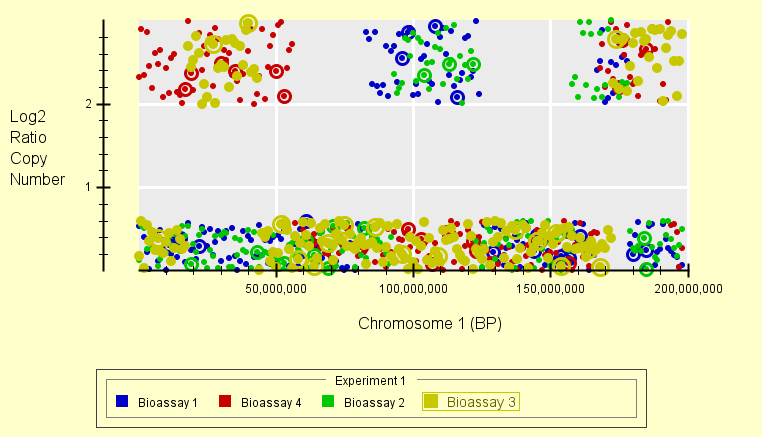 Log2
Ratio
Copy
Number
2
1
50,000,000 100,000,000 150,000,000 200,000,000
Chromosome 1 (BP)
Experiment 1
Bioassay 1 Bioassay 4 Bioassay 2 Bioassay 3